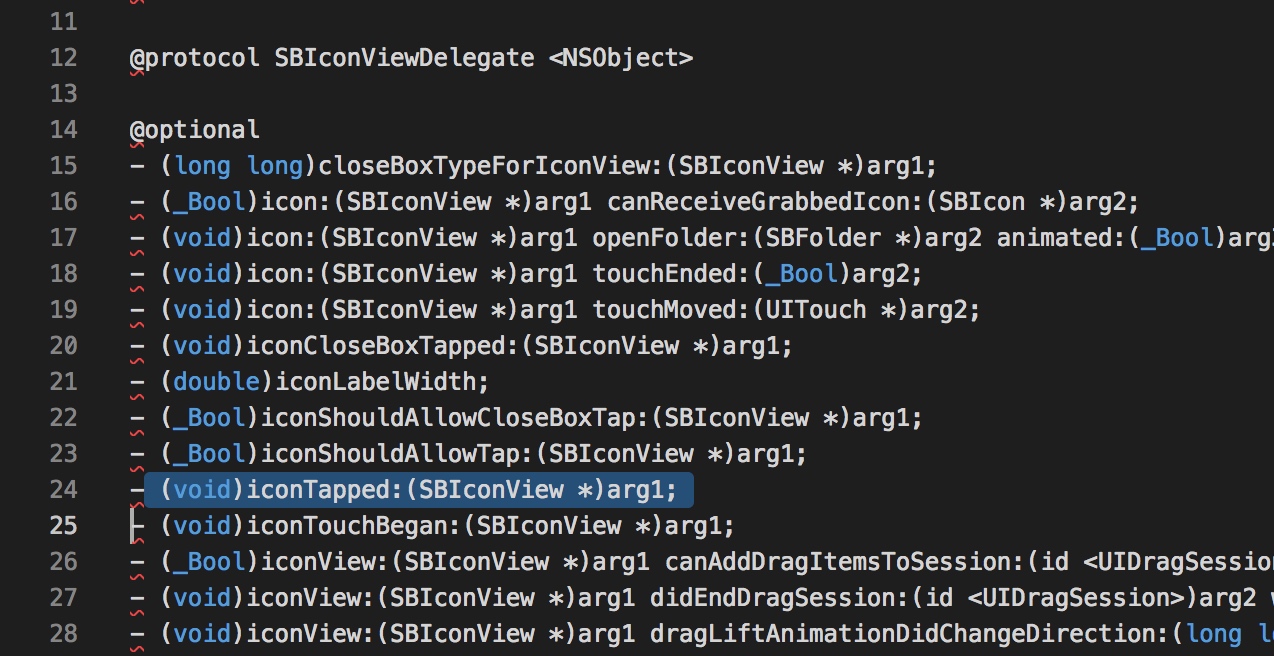 11
12 @protocol SBIconViewDelegate <NSObject>
13
14 @optional
15 - (long long)closeBoxTypeForIconView:(SBIconView *)arg1;
16 - (_Bool)icon:(SBIconView *)arg1 canReceiveGrabbedIcon:(SBIcon *)arg2;
17 - (void)icon:(SBIconView *)arg1 openFolder:(SBFolder *)arg2 animated:(_Bool)arg3
18 - (void)icon:(SBIconView *)arg1 touchEnded:(_Bool)arg2;
19 - (void)icon:(SBIconView *)arg1 touchMoved:(UITouch *)arg2;
20 - (void)iconCloseBoxTapped:(SBIconView *)arg1;
21 - (double)iconLabelWidth;
22 - (_Bool)iconShouldAllowCloseBoxTap:(SBIconView *)arg1;
23 - (_Bool)iconShouldAllowTap:(SBIconView *)arg1;
24 - (void)iconTapped:(SBIconView *)arg1;
25 - (void)iconTouchBegan:(SBIconView *)arg1;
26 - (_Bool)iconView:(SBIconView *)arg1 canAddDragItemsToSession:(id <UIDragSession
27 - (void)iconView:(SBIconView *)arg1 didEndDragSession:(id <UIDragSession>)arg2
28 - (void)iconView:(SBIconView *)arg1 dragLiftAnimationDidChangeDirection:(long